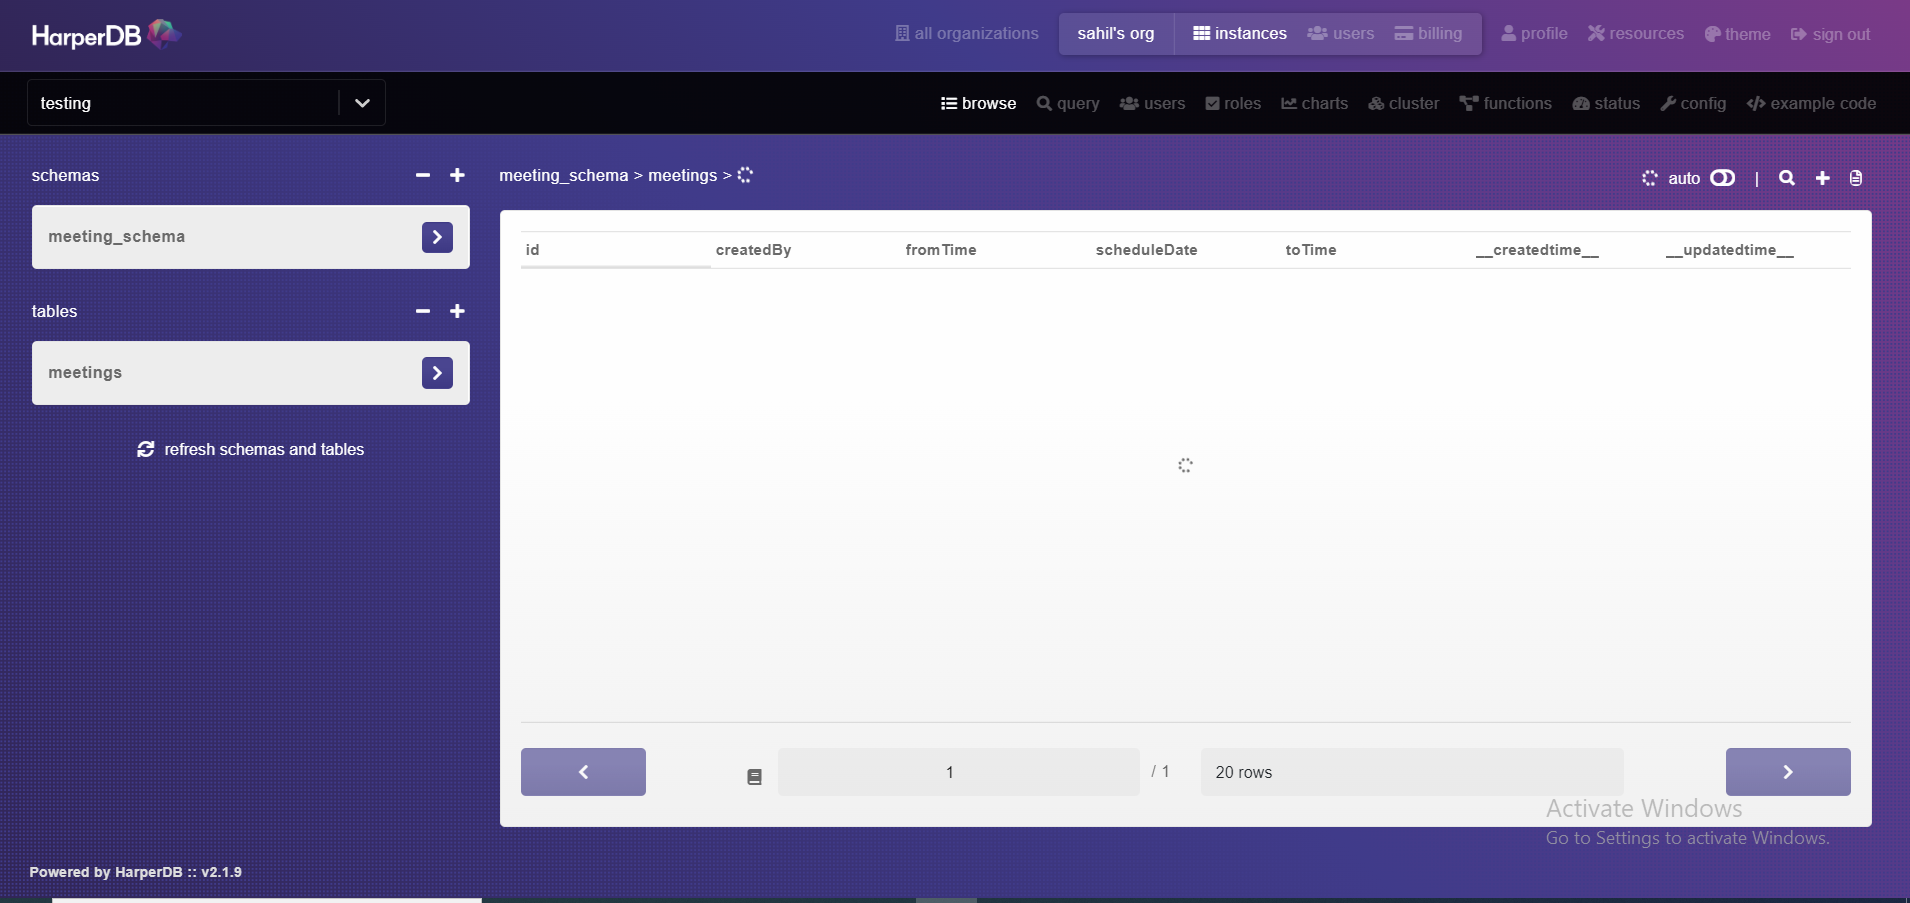 HarperDB
all organizations
sahil's org
instances
users
billing
profile
resources
theme
sign out
testing
browse
query
users
roles
charts
cluster
functions
status
config
example code
schemas
meeting_schema > meetings >
auto
|
meeting_schema
id createdBy fromTime scheduleDate toTime __createdtime__ __updatedtime__
tables
meetings
refresh schemas and tables
1
/ 1
20 rows
Activate Windows
Go to Settings to activate Windows.
Powered by HarperDB :: v2.1.9